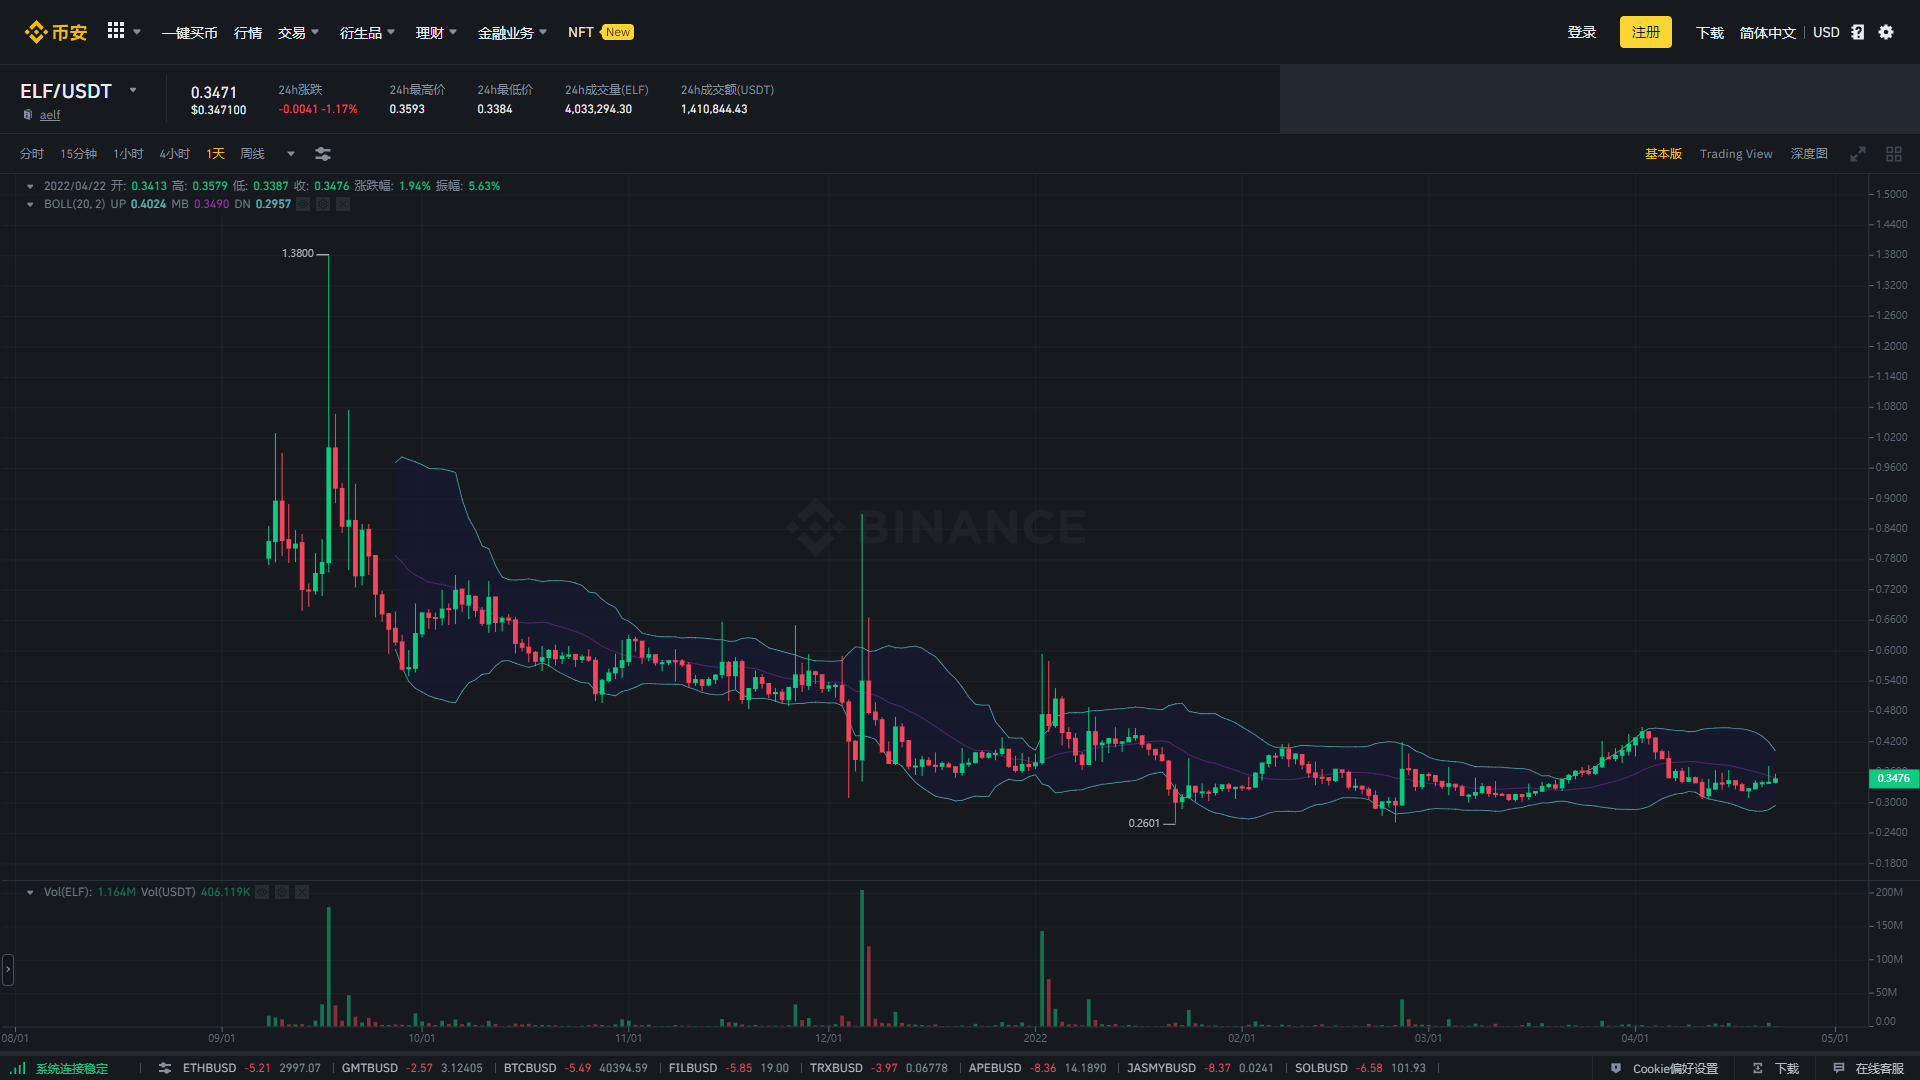 币安 一键买币 行情 交易 衍生品 理财 金融业务 NFT New 登录 注册 下载 简体中文 USD
ELF/USDT
aelf
0.3471
$0.347100
24h涨跌
-0.0041 -1.17%
24h最高价
0.3593
24h最低价
0.3384
24h成交量(ELF)
4,033,294.30
24h成交额(USDT)
1,410,844.43
分时 15分钟 1小时 4小时 1天 周线 基本版 Trading View 深度图
2022/04/22 开: 0.3413 高: 0.3579 低: 0.3387 收: 0.3476 涨跌幅: 1.94% 振幅: 5.63%
BOLL(20, 2) UP 0.4024 MB 0.3490 DN 0.2957
1.5000
1.4400
1.3800
1.3200
1.2600
1.2000
1.1400
1.0800
1.0200
0.9600
0.9000
0.8400
0.7800
0.7200
0.6600
0.6000
0.5400
0.4800
0.4200
0.3476
0.3000
0.2400
0.1800
1.3800
BINANCE
0.2601
Vol(ELF): 1.164M Vol(USDT) 406.119K
200M
150M
100M
50M
0.00
08/01 09/01 10/01 11/01 12/01 2022 02/01 03/01 04/01 05/01
系统连接稳定 ETHBUSD -5.21 2997.07 GMTBUSD -2.57 3.12405 BTCBUSD -5.49 40394.59 FILBUSD -5.85 19.00 TRXBUSD -3.97 0.06778 APEBUSD -8.36 14.1890 JASMYBUSD -8.37 0.0241 SOLBUSD -6.58 101.93 Cookie偏好设置 下载 在线客服